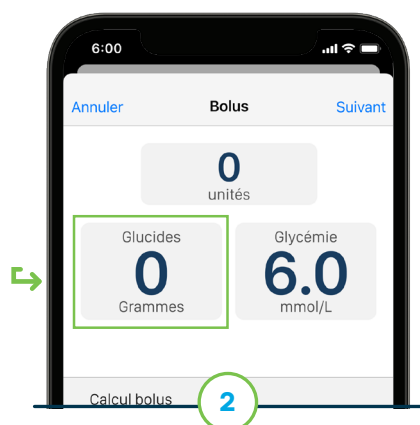 6:00
Annuler Bolus Suivant
0
unités
Glucides Glycémie
0 6.0
Grammes mmol/L
Calcul bolus
2